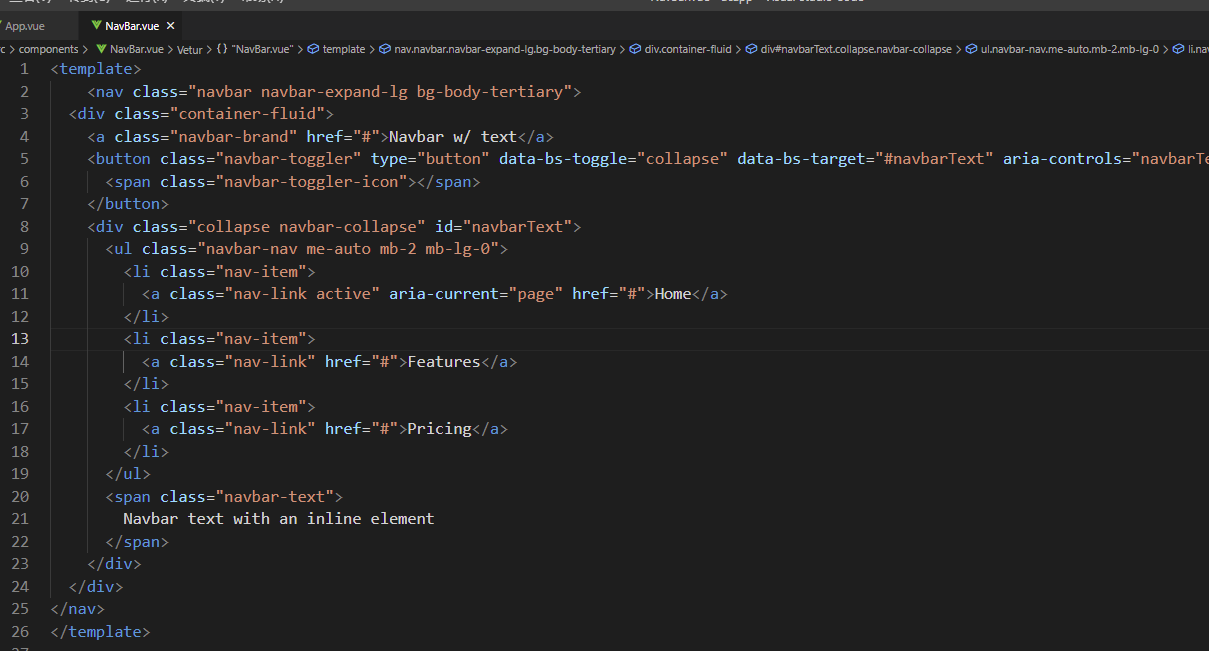 App.vue
NavBar.vue
components > NavBar.vue > Vetur > {} "NavBar.vue" > template > nav.navbar.navbar-expand-lg.bg-body-tertiary > div.container-fluid > div#navbarText.collapse.navbar-collapse > ul.navbar-nav.me-auto.mb-2.mb-lg-0 >
1 <template>
2 <nav class="navbar navbar-expand-lg bg-body-tertiary">
3 <div class="container-fluid">
4 <a class="navbar-brand" href="#">Navbar w/ text</a>
5 <button class="navbar-toggler" type="button" data-bs-toggle="collapse" data-bs-target="#navbarText" aria-controls="navbarTe
6 <span class="navbar-toggler-icon"></span>
7 </button>
8 <div class="collapse navbar-collapse" id="navbarText">
9 <ul class="navbar-nav me-auto mb-2 mb-lg-0">
10 <li class="nav-item">
11 <a class="nav-link active" aria-current="page" href="#">Home</a>
12 </li>
13 <li class="nav-item">
14 <a class="nav-link" href="#">Features</a>
15 </li>
16 <li class="nav-item">
17 <a class="nav-link" href="#">Pricing</a>
18 </li>
19 </ul>
20 <span class="navbar-text">
21 Navbar text with an inline element
22 </span>
23 </div>
24 </div>
25 </nav>
26 </template>